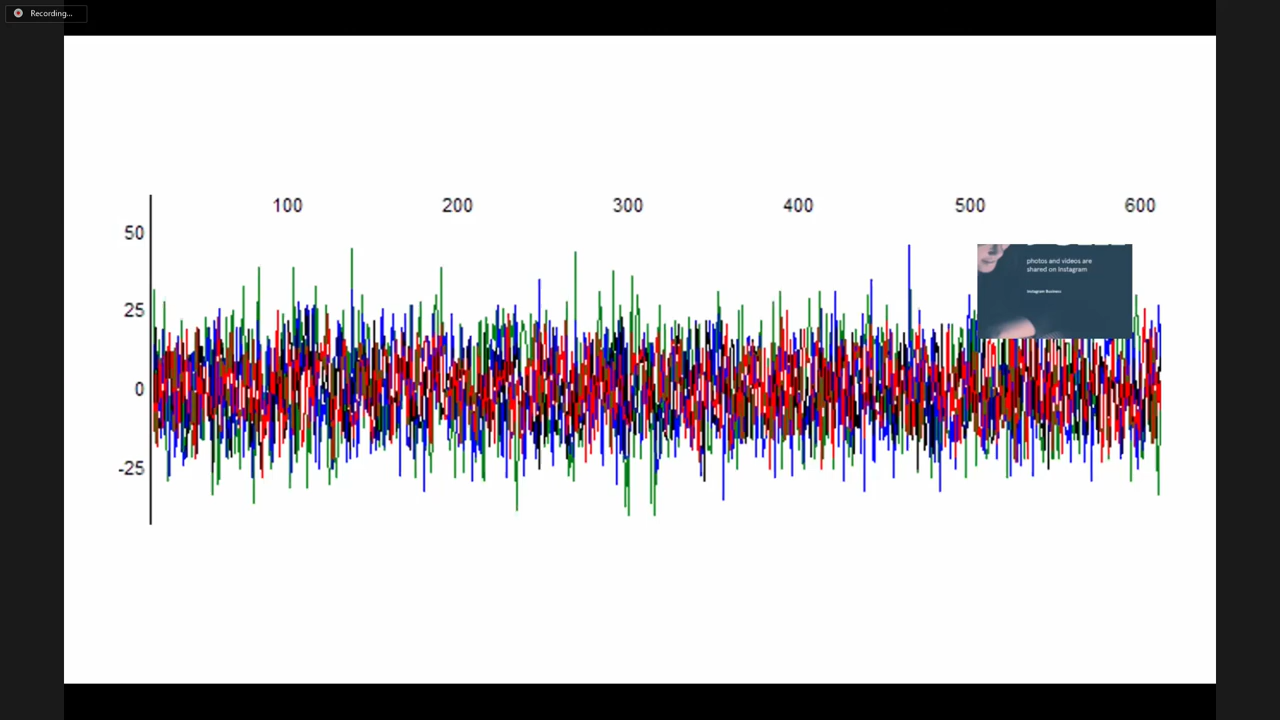 Recording...
100 200 300 400 500 600
50
25
0
-25
photos and videos are
shared on Instagram
Instagram Business